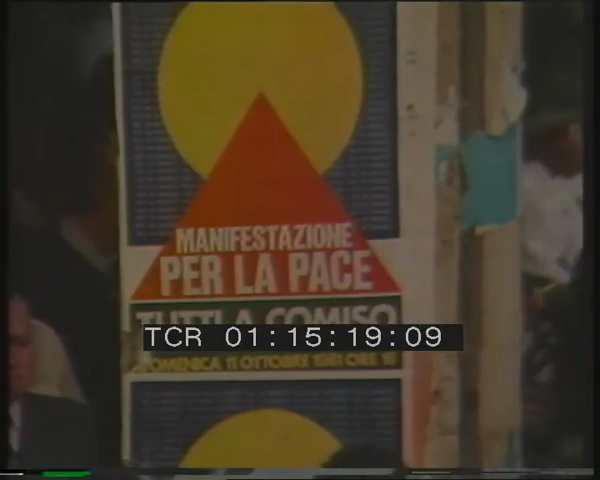 MANIFESTAZIONE
PER LA PACE
TUTTI A COMISO
TCR 01:15:19:09
DOMENICA 11 OTTOBRE 1981 ORE